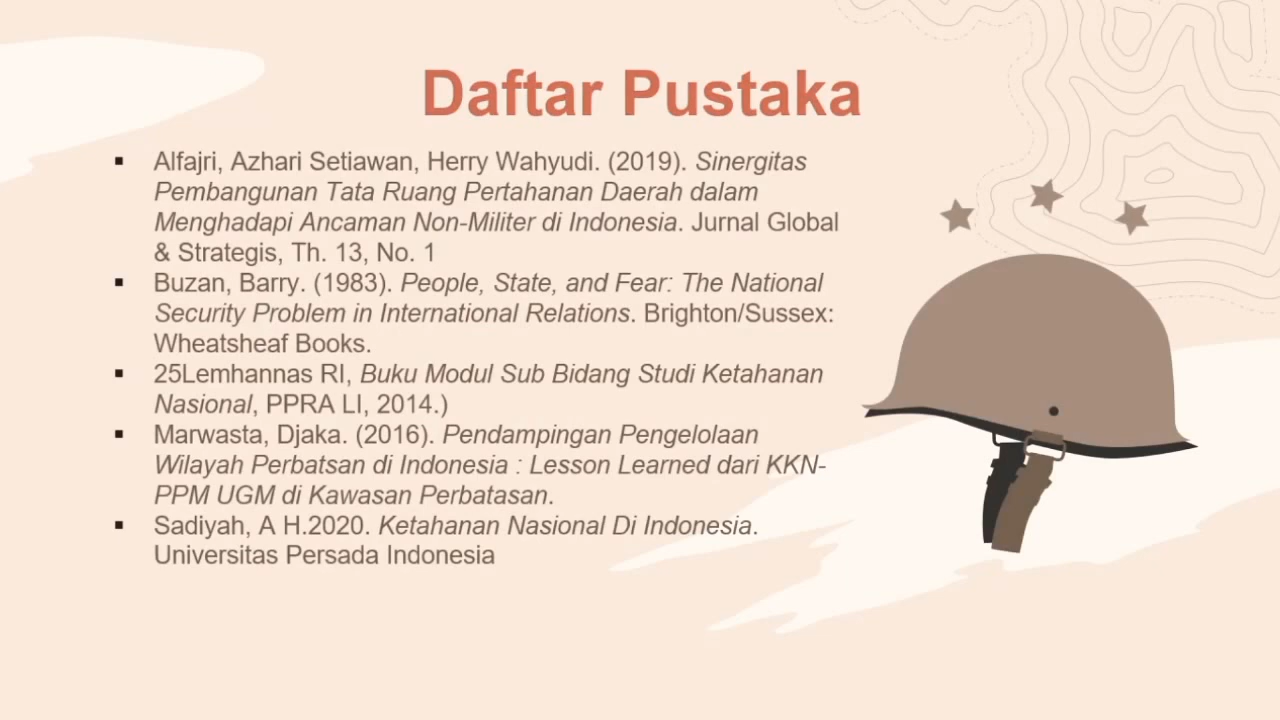 Daftar Pustaka
▪ Alfajri, Azhari Setiawan, Herry Wahyudi. (2019). Sinergitas
Pembangunan Tata Ruang Pertahanan Daerah dalam
Menghadapi Ancaman Non-Militer di Indonesia. Jurnal Global
& Strategis, Th. 13, No. 1
▪ Buzan, Barry. (1983). People, State, and Fear: The National
Security Problem in International Relations. Brighton/Sussex:
Wheatsheaf Books.
▪ 25Lemhannas RI, Buku Modul Sub Bidang Studi Ketahanan
Nasional, PPRA LI, 2014.)
▪ Marwasta, Djaka. (2016). Pendampingan Pengelolaan
Wilayah Perbatsan di Indonesia : Lesson Learned dari KKN-
PPM UGM di Kawasan Perbatasan.
▪ Sadiyah, A H.2020. Ketahanan Nasional Di Indonesia.
Universitas Persada Indonesia